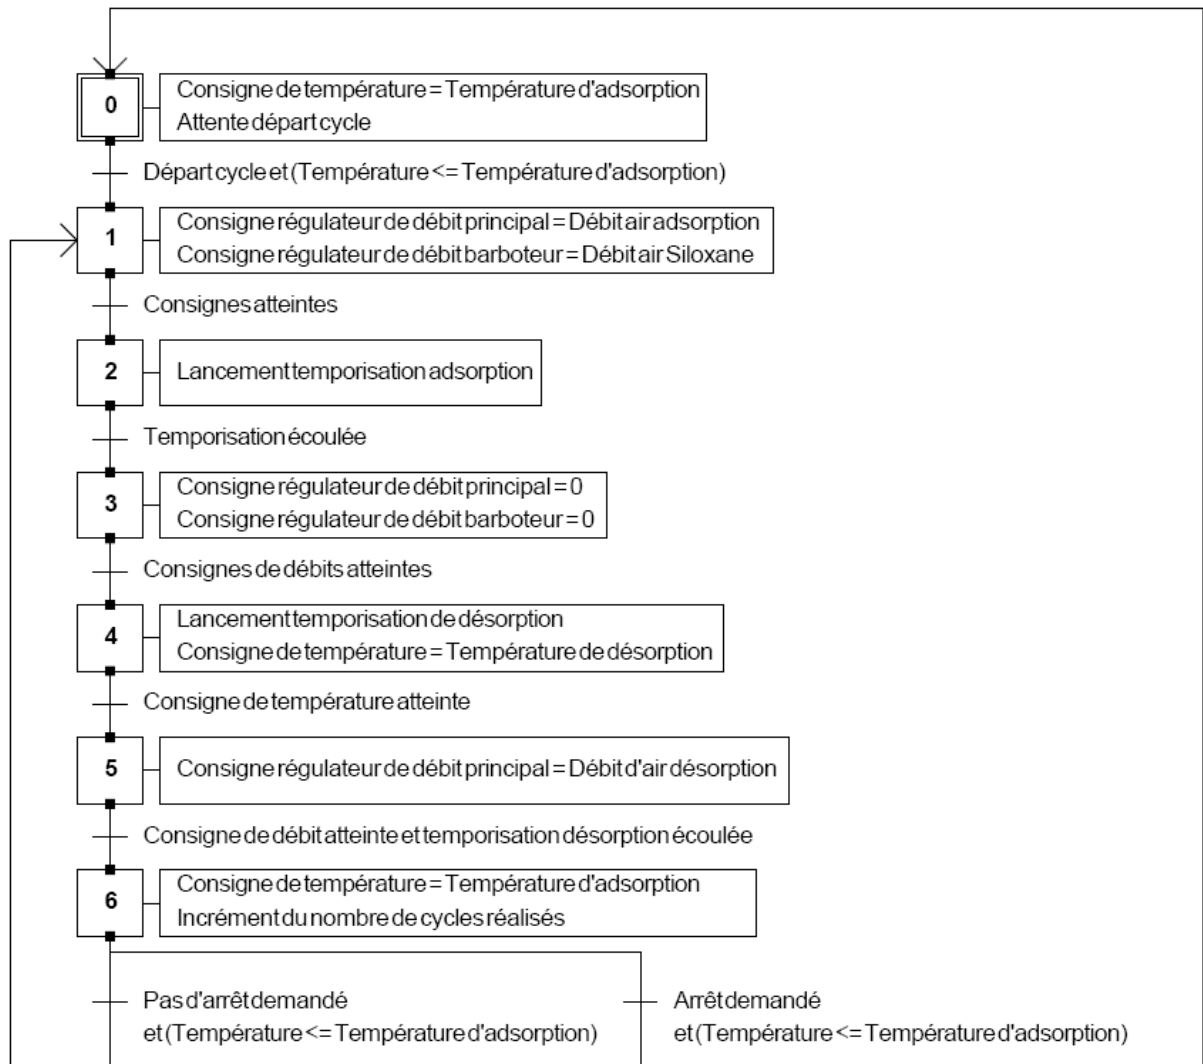 0
Consigne de température = Température d'adsorption
Attente départ cycle
Départ cycle et (Température <= Température d'adsorption)
1
Consigne régulateur de débit principal = Débit air adsorption
Consigne régulateur de débit barboteur = Débit air Siloxane
Consignes atteintes
2
Lancement temporisation adsorption
Temporisation écoulée
3
Consigne régulateur de débit principal = 0
Consigne régulateur de débit barboteur = 0
Consignes de débits atteintes
4
Lancement temporisation de désorption
Consigne de température = Température de désorption
Consigne de température atteinte
5
Consigne régulateur de débit principal = Débit d'air désorption
Consigne de débit atteinte et temporisation désorption écoulée
6
Consigne de température = Température d'adsorption
Incrément du nombre de cycles réalisés
Pas d'arrêt demandé
et (Température <= Température d'adsorption)
Arrêt demandé
et (Température <= Température d'adsorption)